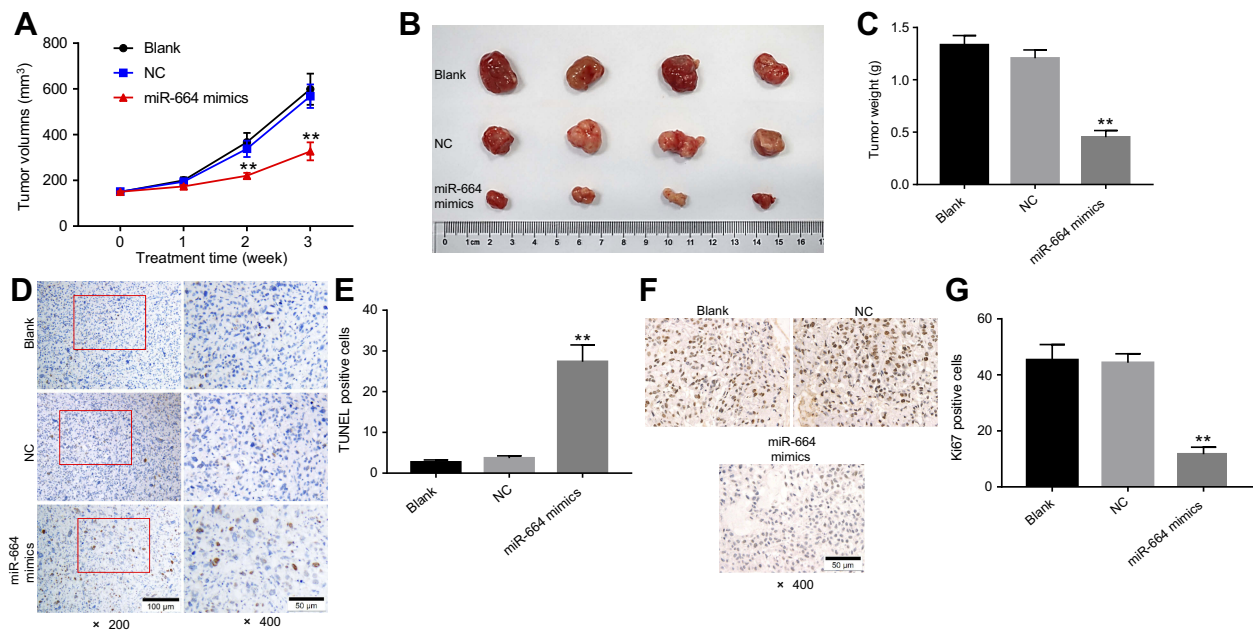 A
Tumor volumns (mm3)
800
600
400
200
0
Blank
NC
miR-664 mimics
**
**
0 1 2 3
Treatment time (week)
B
Blank
NC
miR-664
mimics
0 1cm 2 3 4 5 6 7 8 9 10 11 12 13 14 15 16 17
C
Tumor weight (g)
1.5
1.0
0.5
0.0
**
Blank
NC
miR-664 mimics
D
Blank
NC
miR-664
mimics
100 µm
50 µm
× 200
× 400
E
TUNEL positive cells
40
30
20
10
0
**
Blank
NC
miR-664 mimics
F
Blank
NC
miR-664
mimics
50 µm
× 400
G
Ki67 positive cells
60
40
20
0
**
Blank
NC
miR-664 mimics